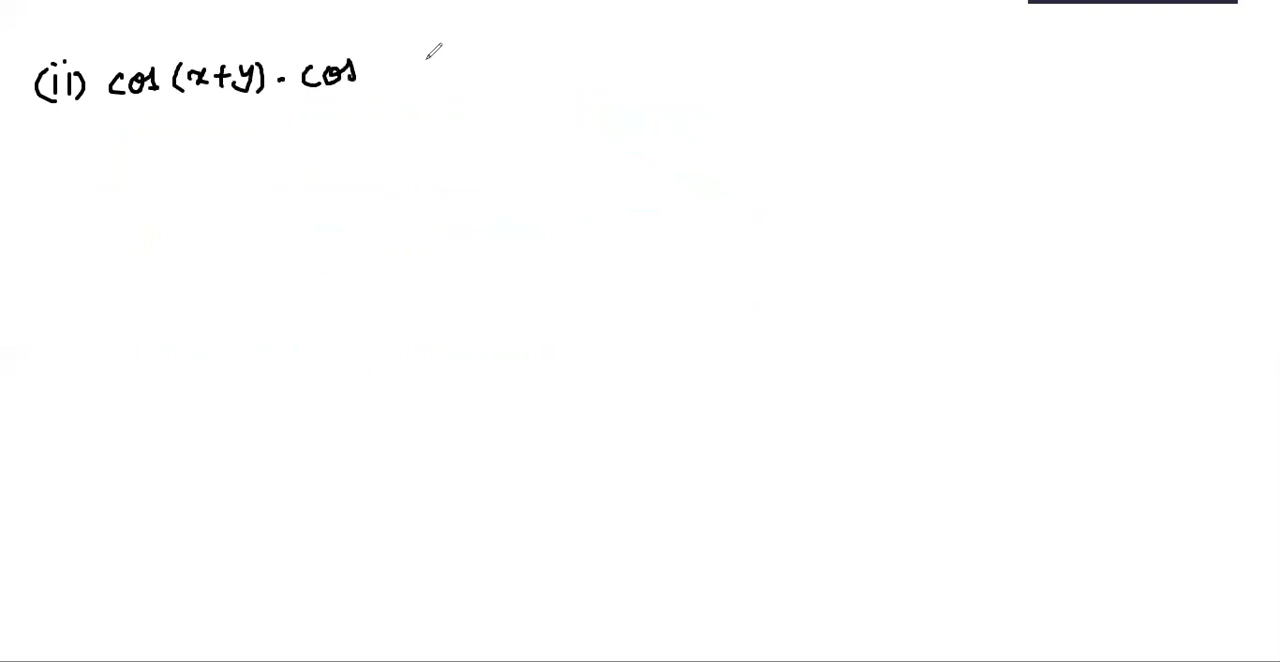 (ii) cos (x+y) . cos